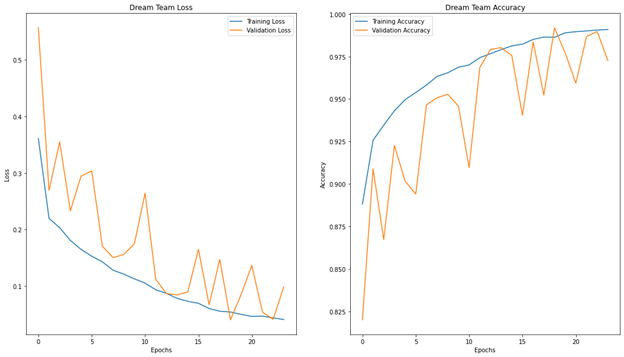 Dream Team Loss
Training Loss
Validation Loss
0.5
0.4
0.3
0.2
0.1
Loss
0
5
10
15
20
Epochs
Dream Team Accuracy
Training Accuracy
Validation Accuracy
1.000
0.975
0.950
0.925
0.900
0.875
0.850
0.825
Accuracy
0
5
10
15
20
Epochs